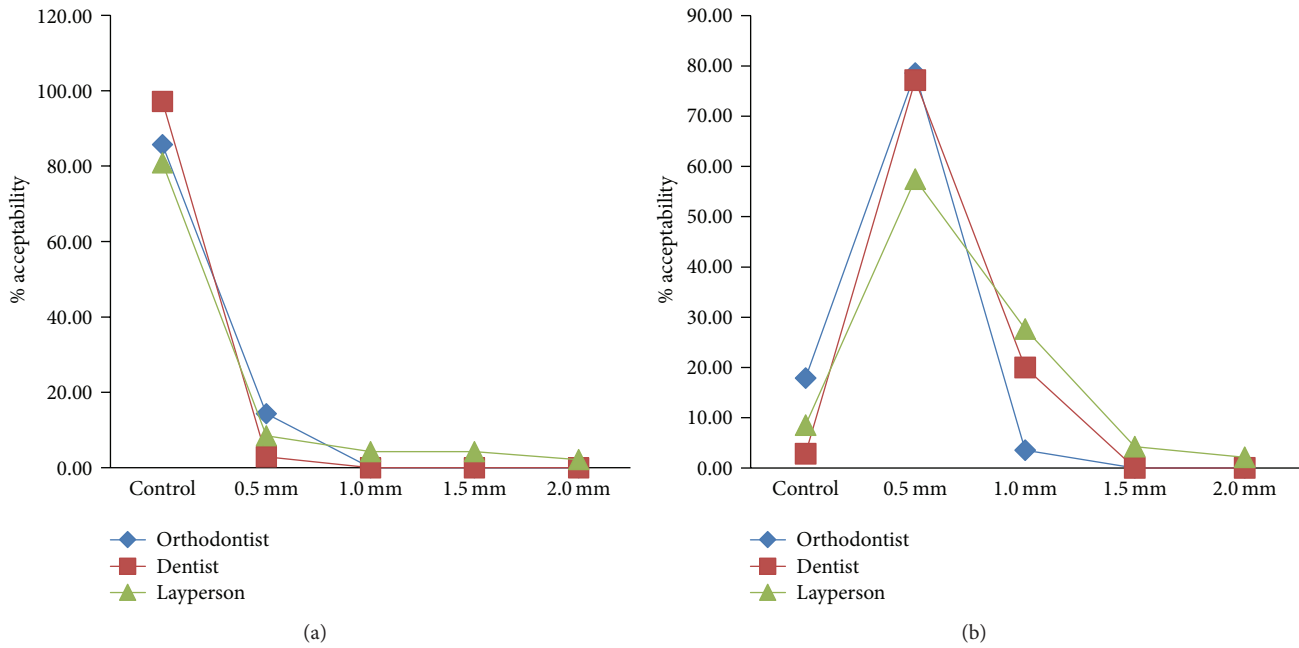 % acceptability
120.00
100.00
80.00
60.00
40.00
20.00
0.00
Control 0.5 mm 1.0 mm 1.5 mm 2.0 mm
Orthodontist
Dentist
Layperson
(a)
% acceptability
90.00
80.00
70.00
60.00
50.00
40.00
30.00
20.00
10.00
0.00
Control 0.5 mm 1.0 mm 1.5 mm 2.0 mm
Orthodontist
Dentist
Layperson
(b)